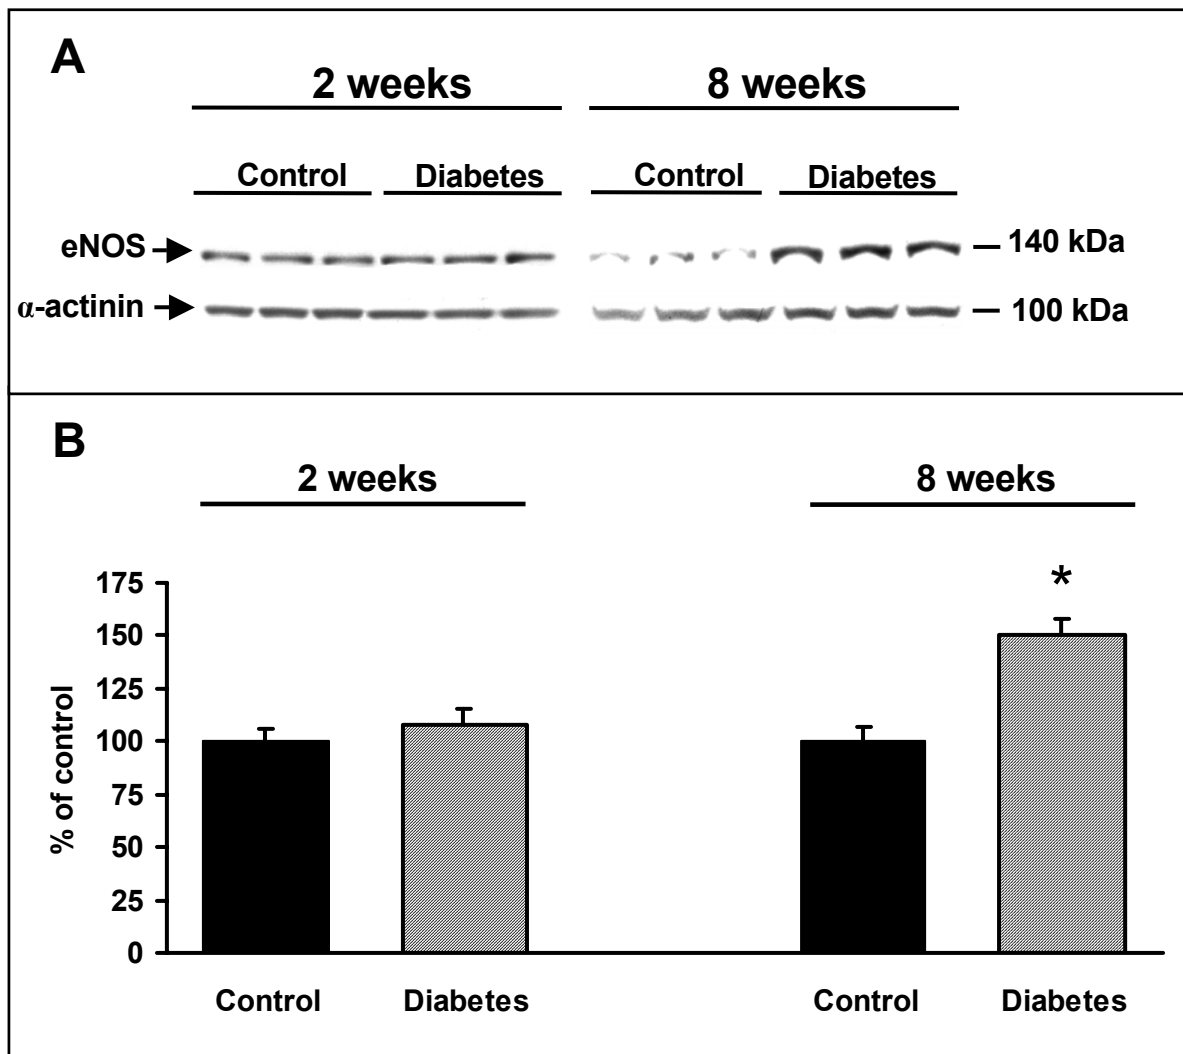 A
2 weeks 8 weeks
Control Diabetes Control Diabetes
eNOS 140 kDa
α-actinin 100 kDa
B
2 weeks 8 weeks
*
175
150
125
100
75
50
25
0
% of control
Control Diabetes Control Diabetes